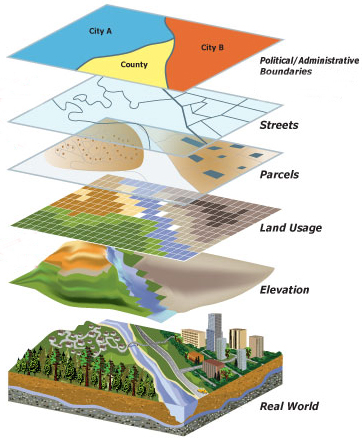 City A
City B
County
Political/Administrative
Boundaries
Streets
Parcels
Land Usage
Elevation
Real World